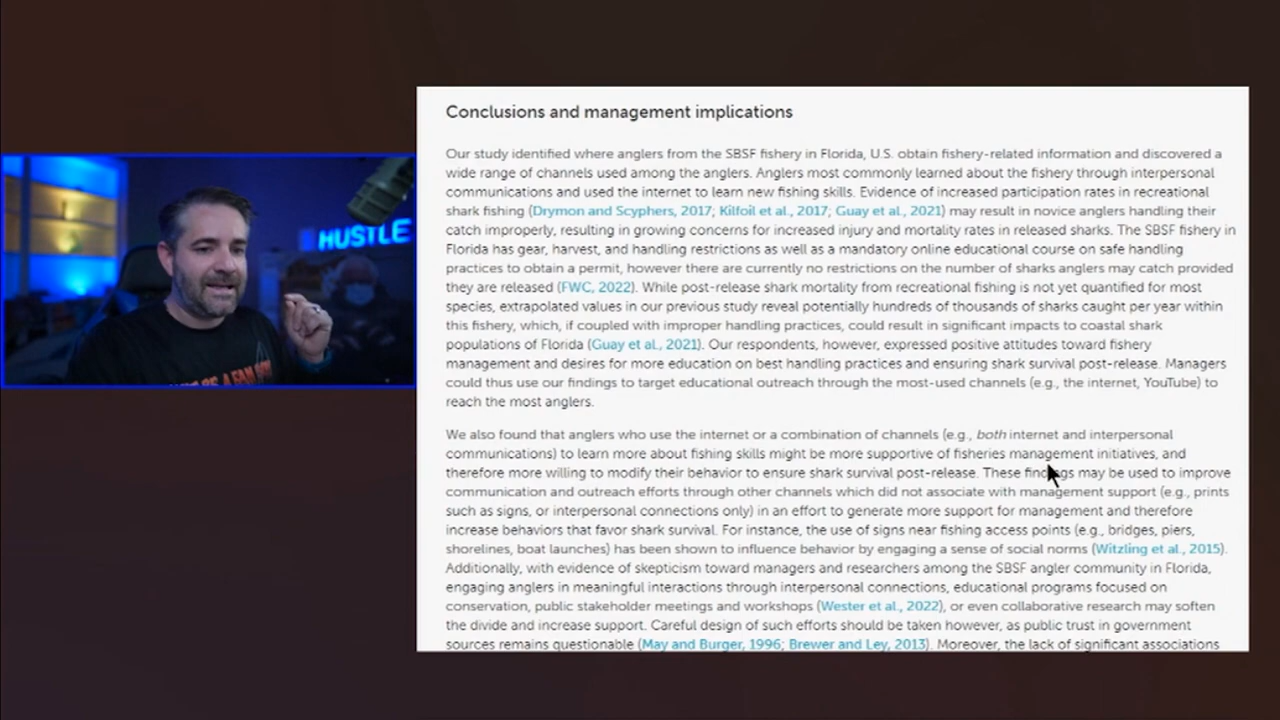 Conclusions and management implications
Our study identified where anglers from the SBSF fishery in Florida, U.S. obtain fishery-related information and discovered a
wide range of channels used among the anglers. Anglers most commonly learned about the fishery through interpersonal
communications and used the internet to learn new fishing skills. Evidence of increased participation rates in recreational
shark fishing (Drymon and Scyphers, 2017; Kilfoil et al., 2017; Guay et al., 2021) may result in novice anglers handling their
catch improperly, resulting in growing concerns for increased injury and mortality rates in released sharks. The SBSF fishery in
Florida has gear, harvest, and handling restrictions as well as a mandatory online educational course on safe handling
practices to obtain a permit, however there are currently no restrictions on the number of sharks anglers may catch provided
they are released (FWC, 2022). While post-release shark mortality from recreational fishing is not yet quantified for most
species, extrapolated values in our previous study reveal potentially hundreds of thousands of sharks caught per year within
this fishery, which, if coupled with improper handling practices, could result in significant impacts to coastal shark
populations of Florida (Guay et al., 2021). Our respondents, however, expressed positive attitudes toward fishery
management and desires for more education on best handling practices and ensuring shark survival post-release. Managers
could thus use our findings to target educational outreach through the most-used channels (e.g., the internet, YouTube) to
reach the most anglers.
We also found that anglers who use the internet or a combination of channels (e.g., both internet and interpersonal
communications) to learn more about fishing skills might be more supportive of fisheries management initiatives, and
therefore more willing to modify their behavior to ensure shark survival post-release. These findings may be used to improve
communication and outreach efforts through other channels which did not associate with management support (e.g., prints
such as signs, or interpersonal connections only) in an effort to generate more support for management and therefore
increase behaviors that favor shark survival. For instance, the use of signs near fishing access points (e.g., bridges, piers,
shorelines, boat launches) has been shown to influence behavior by engaging a sense of social norms (Witzling et al., 2015).
Additionally, with evidence of skepticism toward managers and researchers among the SBSF angler community in Florida,
engaging anglers in meaningful interactions through interpersonal connections, educational programs focused on
conservation, public stakeholder meetings and workshops (Wester et al., 2022), or even collaborative research may soften
the divide and increase support. Careful design of such efforts should be taken however, as public trust in government
sources remains questionable (May and Burger, 1996; Brewer and Ley, 2013). Moreover, the lack of significant associations
HUSTLE